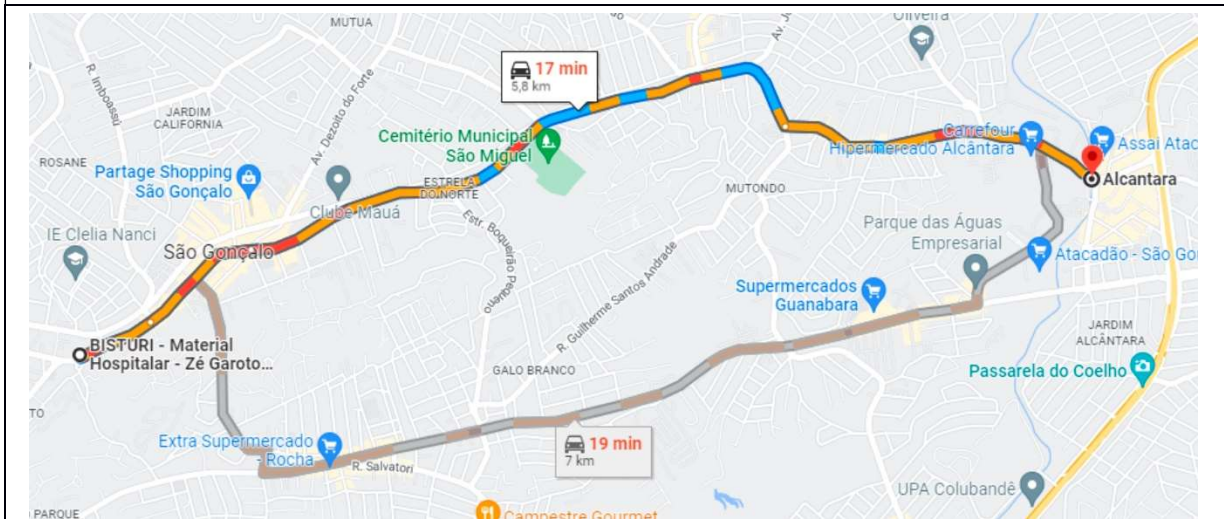 MUTUA
Oliveira
R. Imboassú
Av. Dezoito do Forte
17 min
5,8 km
JARDIM
CALIFORNIA
Cemitério Municipal
São Miguel
Carrefour
Hipermercado Alcântara
Assai Atac
ROSANE
Partage Shopping
São Gonçalo
ESTRELA
DO NORTE
MUTONDO
Alcantara
Clube Mauá
IE Clelia Nanci
São Gonçalo
Estr. Boqueirão Pequeno
R. Guilherme Santos Andrade
Parque das Águas
Empresarial
Atacadão - São Go
Supermercados
Guanabara
BISTURI - Material
Hospitalar - Zé Garoto...
JARDIM
ALCÂNTARA
GALO BRANCO
Passarela do Coelho
TO
Extra Supermercado
- Rocha
R. Salvatori
19 min
7 km
UPA Colubandê
PARQUE
Campestre Gourmet